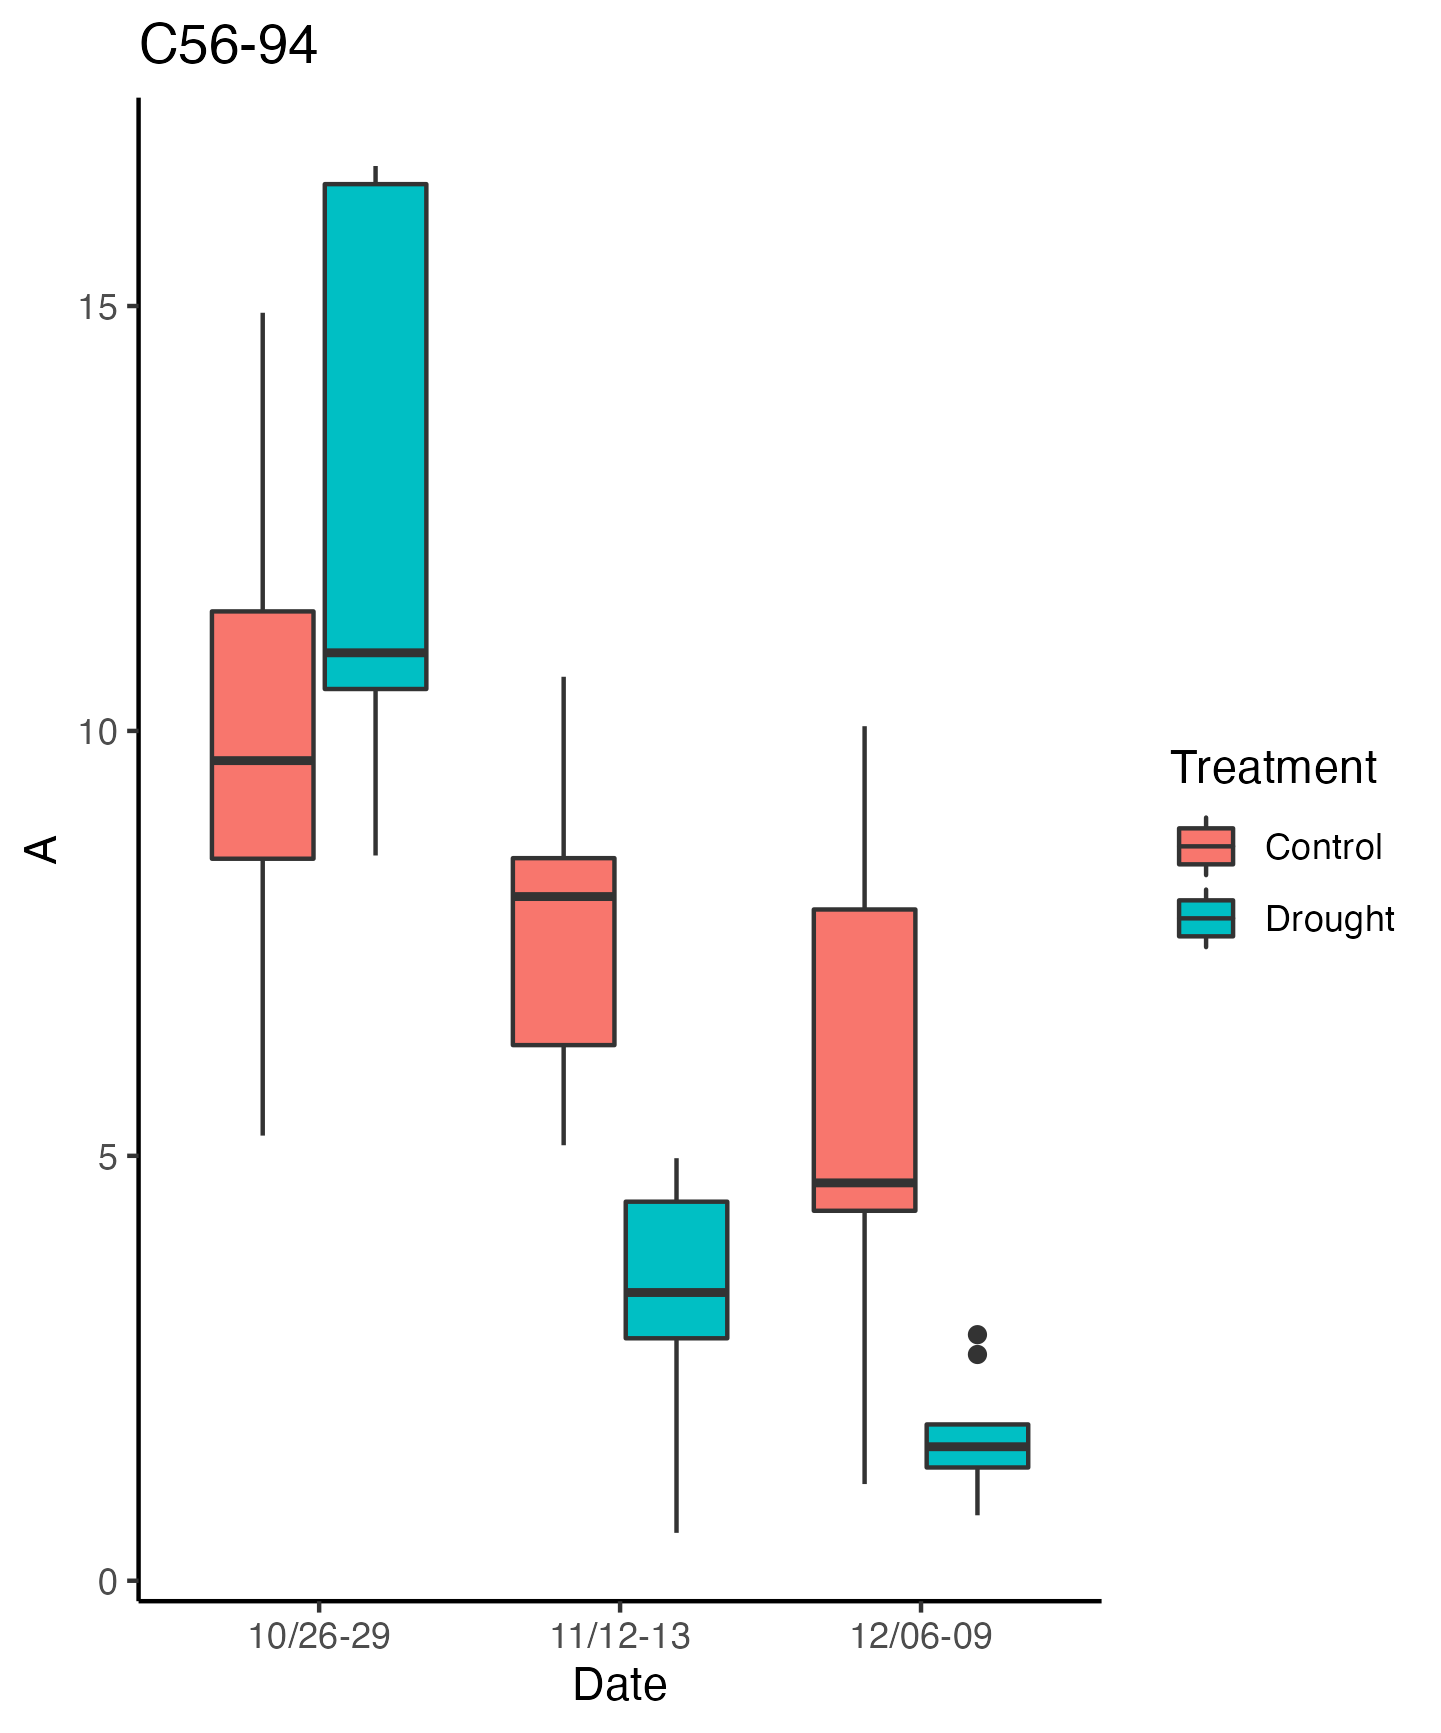 C56-94
15
10
5
0
A
10/26-29
11/12-13
12/06-09
Date
Treatment
Control
Drought